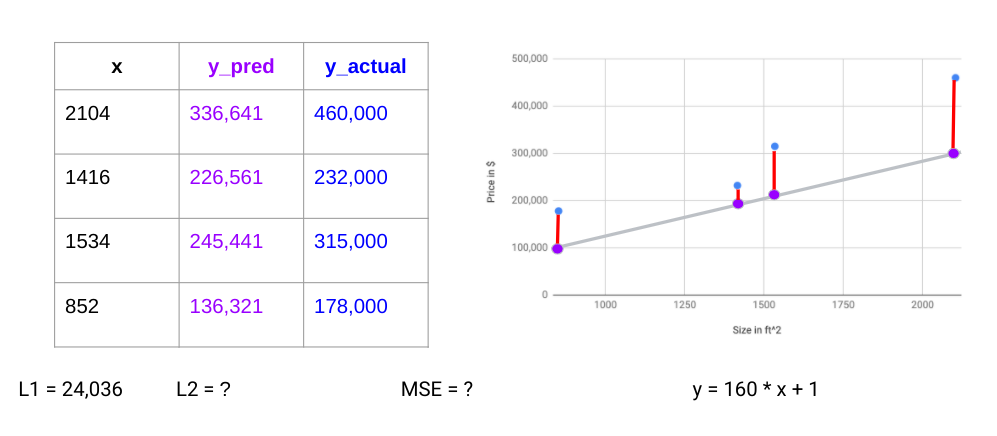 x y_pred y_actual
2104 336,641 460,000
1416 226,561 232,000
1534 245,441 315,000
852 136,321 178,000
500,000
400,000
300,000
200,000
100,000
0
Price in $
1000 1250 1500 1750 2000
Size in ft^2
L1 = 24,036 L2 = ? MSE = ? y = 160 * x + 1